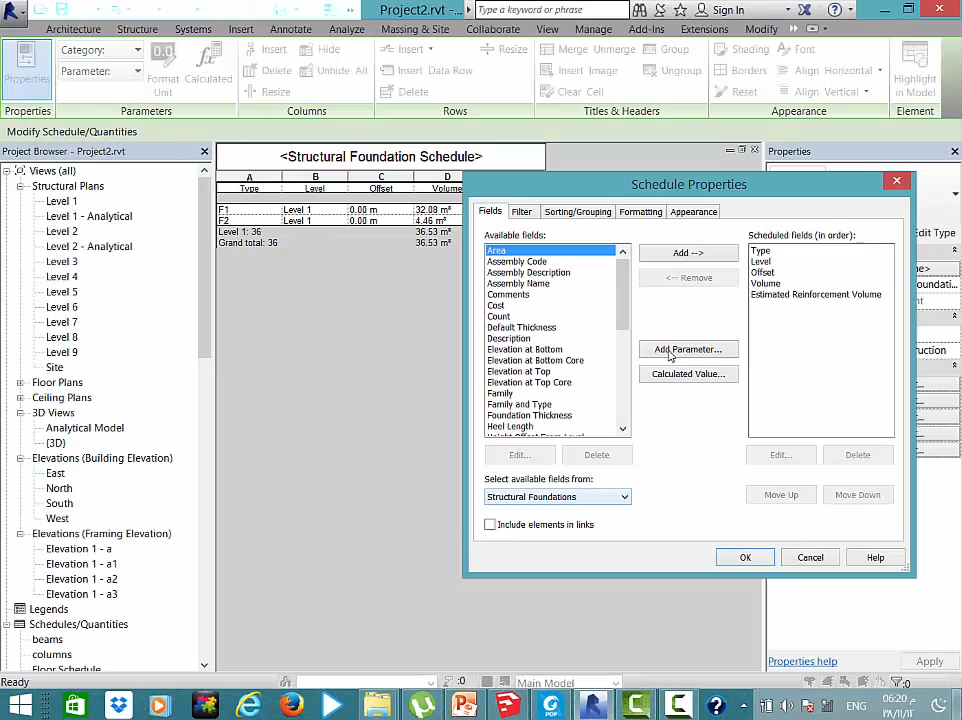 Project2.rvt -...
Type a keyword or phrase
Sign In
Architecture Structure Systems Insert Annotate Analyze Massing & Site Collaborate View Manage Add-Ins Extensions Modify
Properties
Category:
Parameter:
Format
Unit
Calculated
Insert
Hide
Delete
Unhide All
Resize
Insert
Resize
Insert Data Row
Delete
Merge Unmerge
Group
Insert Image
Ungroup
Clear Cell
Shading
Font
Borders
Align Horizontal
Reset
Align Vertical
Highlight
in Model
Properties Parameters Columns Rows Titles & Headers Appearance Element
Modify Schedule/Quantities
Project Browser - Project2.rvt
Views (all)
Structural Plans
Level 1
Level 1 - Analytical
Level 2
Level 2 - Analytical
Level 3
Level 4
Level 5
Level 6
Level 7
Level 8
Level 9
Site
Floor Plans
Ceiling Plans
3D Views
Analytical Model
{3D}
Elevations (Building Elevation)
East
North
South
West
Elevations (Framing Elevation)
Elevation 1 - a
Elevation 1 - a1
Elevation 1 - a2
Elevation 1 - a3
Legends
Schedules/Quantities
beams
columns
Floor Schedule
<Structural Foundation Schedule>
A B C D
Type Level Offset Volume
F1 Level 1 0.00 m 32.08 m³
F2 Level 1 0.00 m 4.46 m³
Level 1: 36 36.53 m³
Grand total: 36 36.53 m³
Properties
Edit Type
Properties help
Apply
Schedule Properties
Fields Filter Sorting/Grouping Formatting Appearance
Available fields:
Area
Assembly Code
Assembly Description
Assembly Name
Comments
Cost
Count
Default Thickness
Description
Elevation at Bottom
Elevation at Bottom Core
Elevation at Top
Elevation at Top Core
Family
Family and Type
Foundation Thickness
Heel Length
Height Offset From Level
Add -->
<-- Remove
Add Parameter...
Calculated Value...
Scheduled fields (in order):
Type
Level
Offset
Volume
Estimated Reinforcement Volume
Edit...
Delete
Edit...
Delete
Select available fields from:
Structural Foundations
Move Up
Move Down
Include elements in links
OK
Cancel
Help
Ready
:0
Main Model
:0
ENG
06:20 م